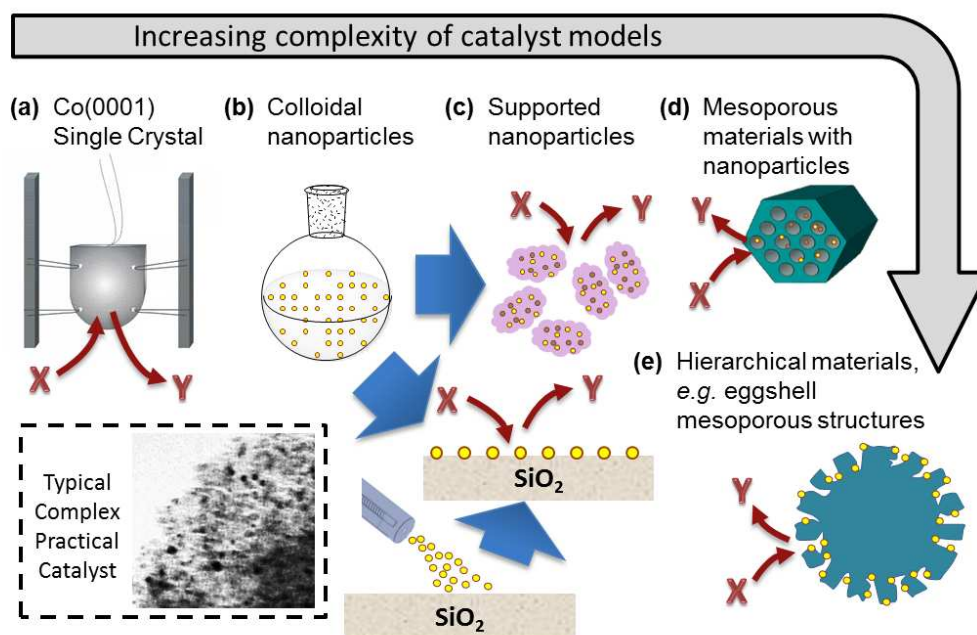 Increasing complexity of catalyst models
(a) Co(0001)
Single Crystal
(b) Colloidal
nanoparticles
(c) Supported
nanoparticles
(d) Mesoporous
materials with
nanoparticles
X
Y
X
Y
Y
X
X
Y
SiO₂
(e) Hierarchical materials,
e.g. eggshell
mesoporous structures
Y
X
Typical
Complex
Practical
Catalyst
SiO₂